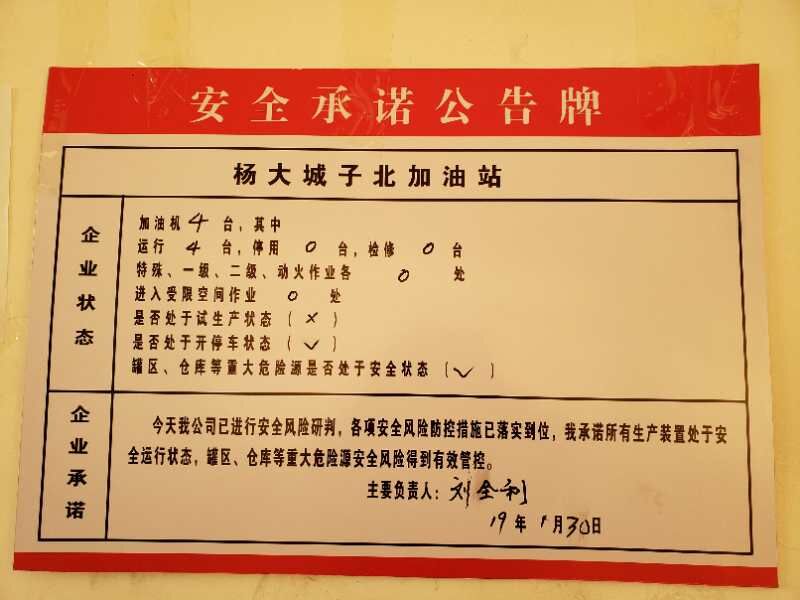 安全承诺公告牌
杨大城子北加油站
企业状态
加油机 4 台，其中
运行 4 台，停用 0 台，检修 0 台
特殊、一级、二级、动火作业各 0 处
进入受限空间作业 0 处
是否处于试生产状态（×）
是否处于开停车状态（✓）
罐区、仓库等重大危险源是否处于安全状态（✓）
企业承诺
今天我公司已进行安全风险研判，各项安全风险防控措施已落实到位，我承诺所有生产装置处于安
全运行状态，罐区、仓库等重大危险源安全风险得到有效管控。
主要负责人：刘全利
19 年 1 月 30 日